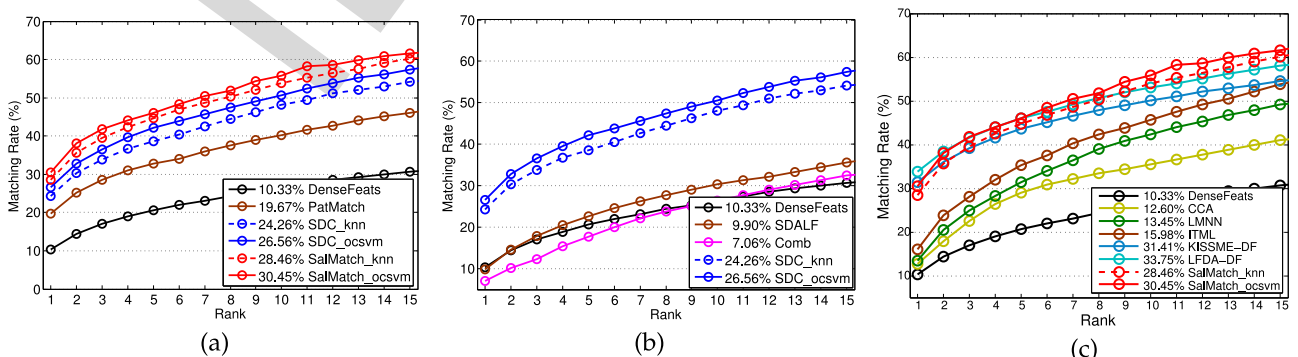 70
60
50
40
30
20
10
0
Matching Rate (%)
1 2 3 4 5 6 7 8 9 10 11 12 13 14 15
Rank
10.33% DenseFeats
19.67% PatMatch
24.26% SDC_knn
26.56% SDC_ocsvm
28.46% SalMatch_knn
30.45% SalMatch_ocsvm
(a)
70
60
50
40
30
20
10
Matching Rate (%)
1 2 3 4 5 6 7 8 9 10 11 12 13 14 15
Rank
10.33% DenseFeats
9.90% SDALF
7.06% Comb
24.26% SDC_knn
26.56% SDC_ocsvm
(b)
70
60
50
40
30
20
10
Matching Rate (%)
1 2 3 4 5 6 7 8 9 10 11 12 13 14 15
Rank
10.33% DenseFeats
12.60% CCA
13.45% LMNN
15.98% ITML
31.41% KISSME-DF
33.75% LFDA-DF
28.46% SalMatch_knn
30.45% SalMatch_ocsvm
(c)